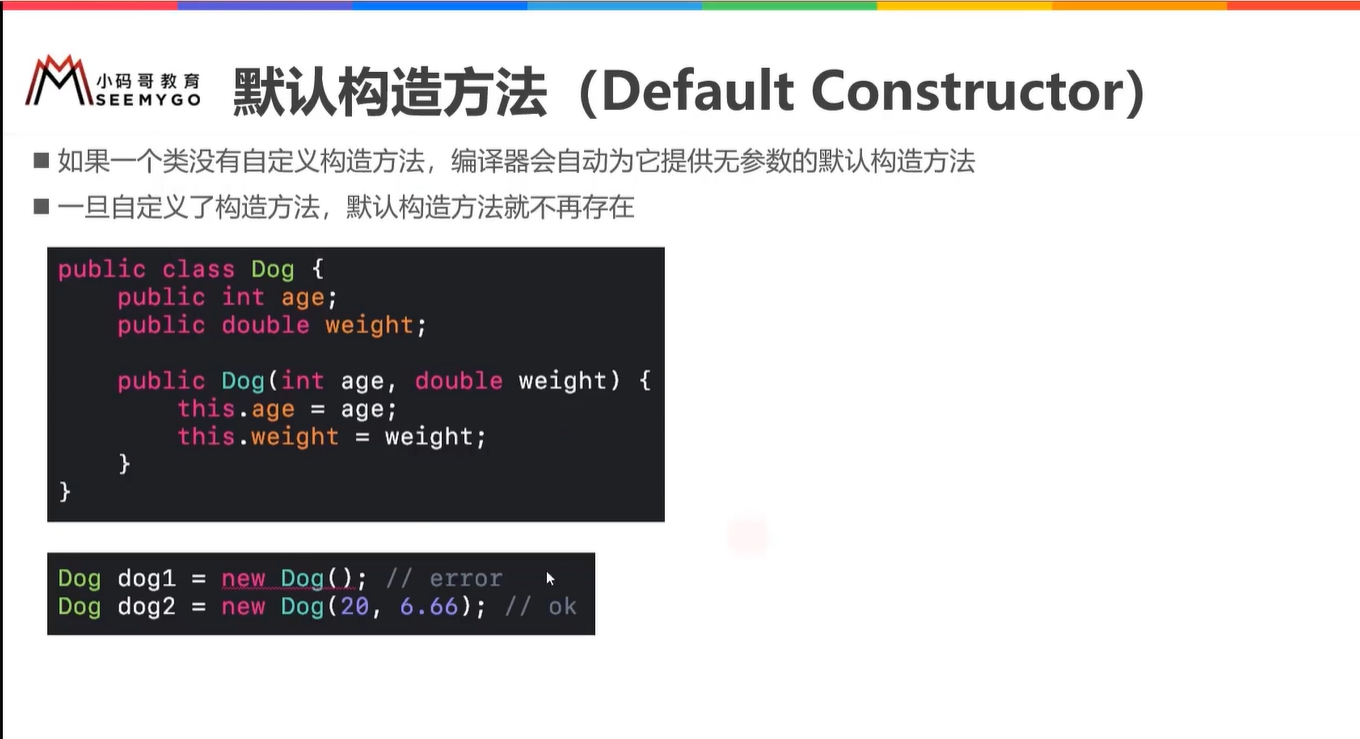 小码哥教育
SEEMYGO
默认构造方法（Default Constructor）
■ 如果一个类没有自定义构造方法，编译器会自动为它提供无参数的默认构造方法
■ 一旦自定义了构造方法，默认构造方法就不再存在
public class Dog {
    public int age;
    public double weight;
    public Dog(int age, double weight) {
        this.age = age;
        this.weight = weight;
    }
}
Dog dog1 = new Dog(); // error
Dog dog2 = new Dog(20, 6.66); // ok